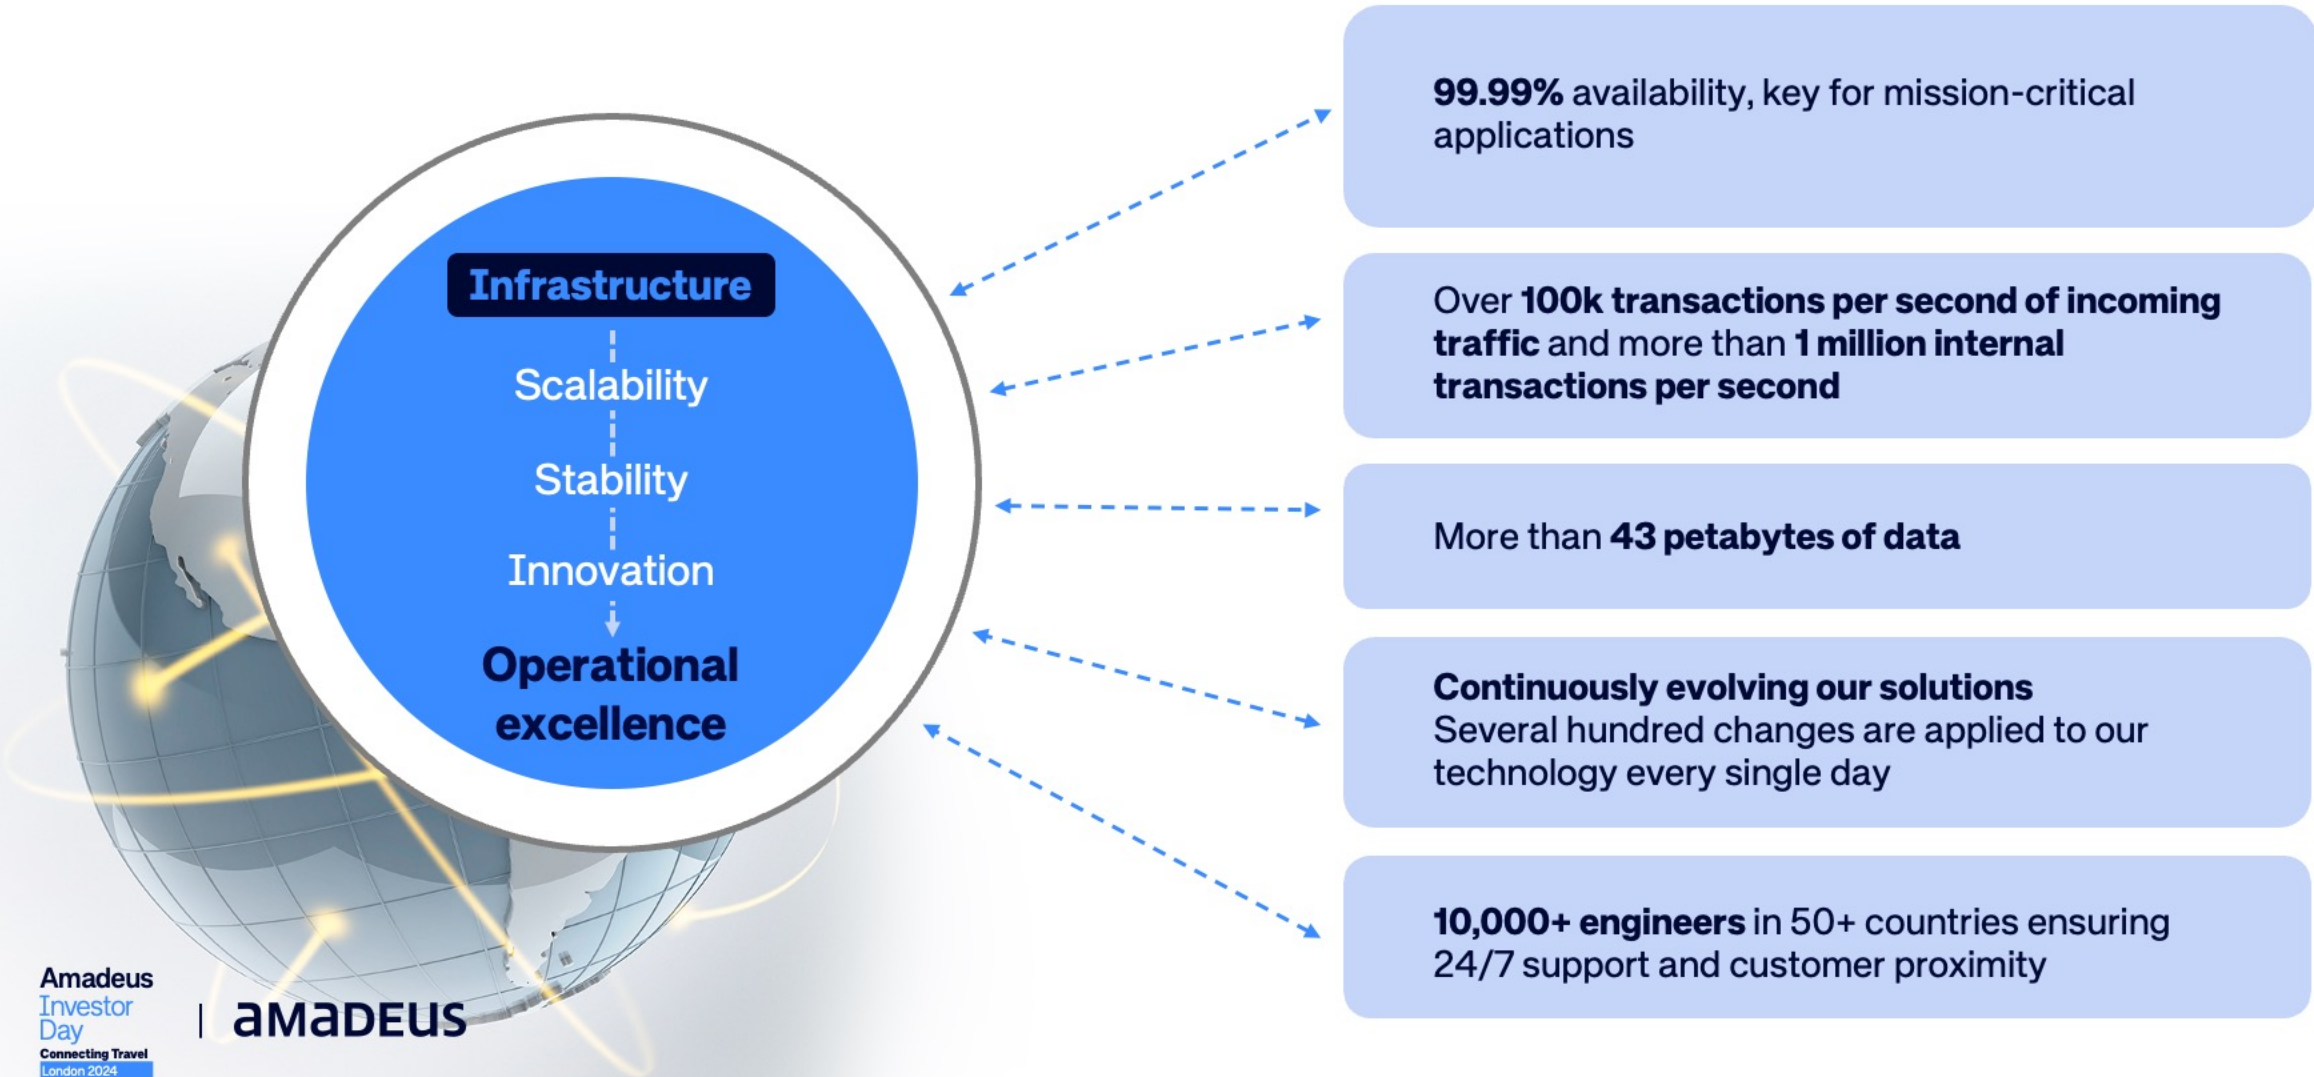 Infrastructure
Scalability
Stability
Innovation
Operational
excellence
99.99% availability, key for mission-critical
applications
Over 100k transactions per second of incoming
traffic and more than 1 million internal
transactions per second
More than 43 petabytes of data
Continuously evolving our solutions
Several hundred changes are applied to our
technology every single day
10,000+ engineers in 50+ countries ensuring
24/7 support and customer proximity
Amadeus
Investor
Day
Connecting Travel
London 2024
aMaDEUS